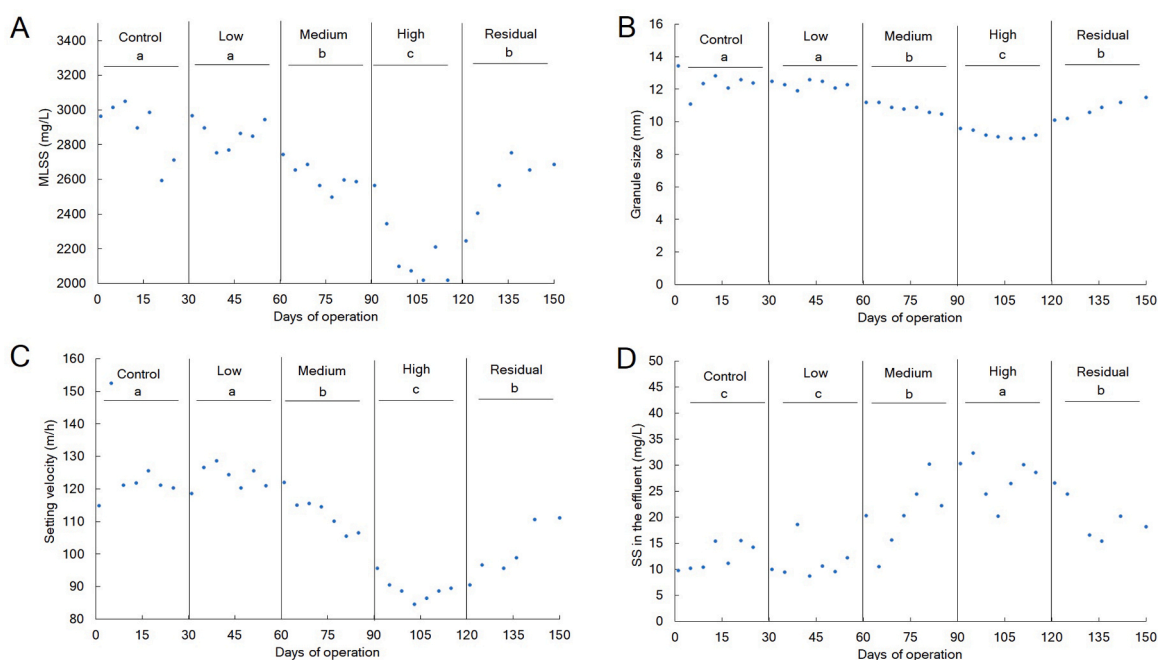 A
3400
3200
3000
2800
2600
2400
2200
2000
MLSS (mg/L)
Control
a
Low
a
Medium
b
High
c
Residual
b
0 15 30 45 60 75 90 105 120 135 150
Days of operation
B
16
14
12
10
8
6
4
2
0
Granule size (mm)
Control
a
Low
a
Medium
b
High
c
Residual
b
0 15 30 45 60 75 90 105 120 135 150
Days of operation
C
160
150
140
130
120
110
100
90
80
Setting velocity (m/h)
Control
a
Low
a
Medium
b
High
c
Residual
b
0 15 30 45 60 75 90 105 120 135 150
Days of operation
D
50
45
40
35
30
25
20
15
10
5
0
SS in the effluent (mg/L)
Control
c
Low
c
Medium
b
High
a
Residual
b
0 15 30 45 60 75 90 105 120 135 150
Days of operation